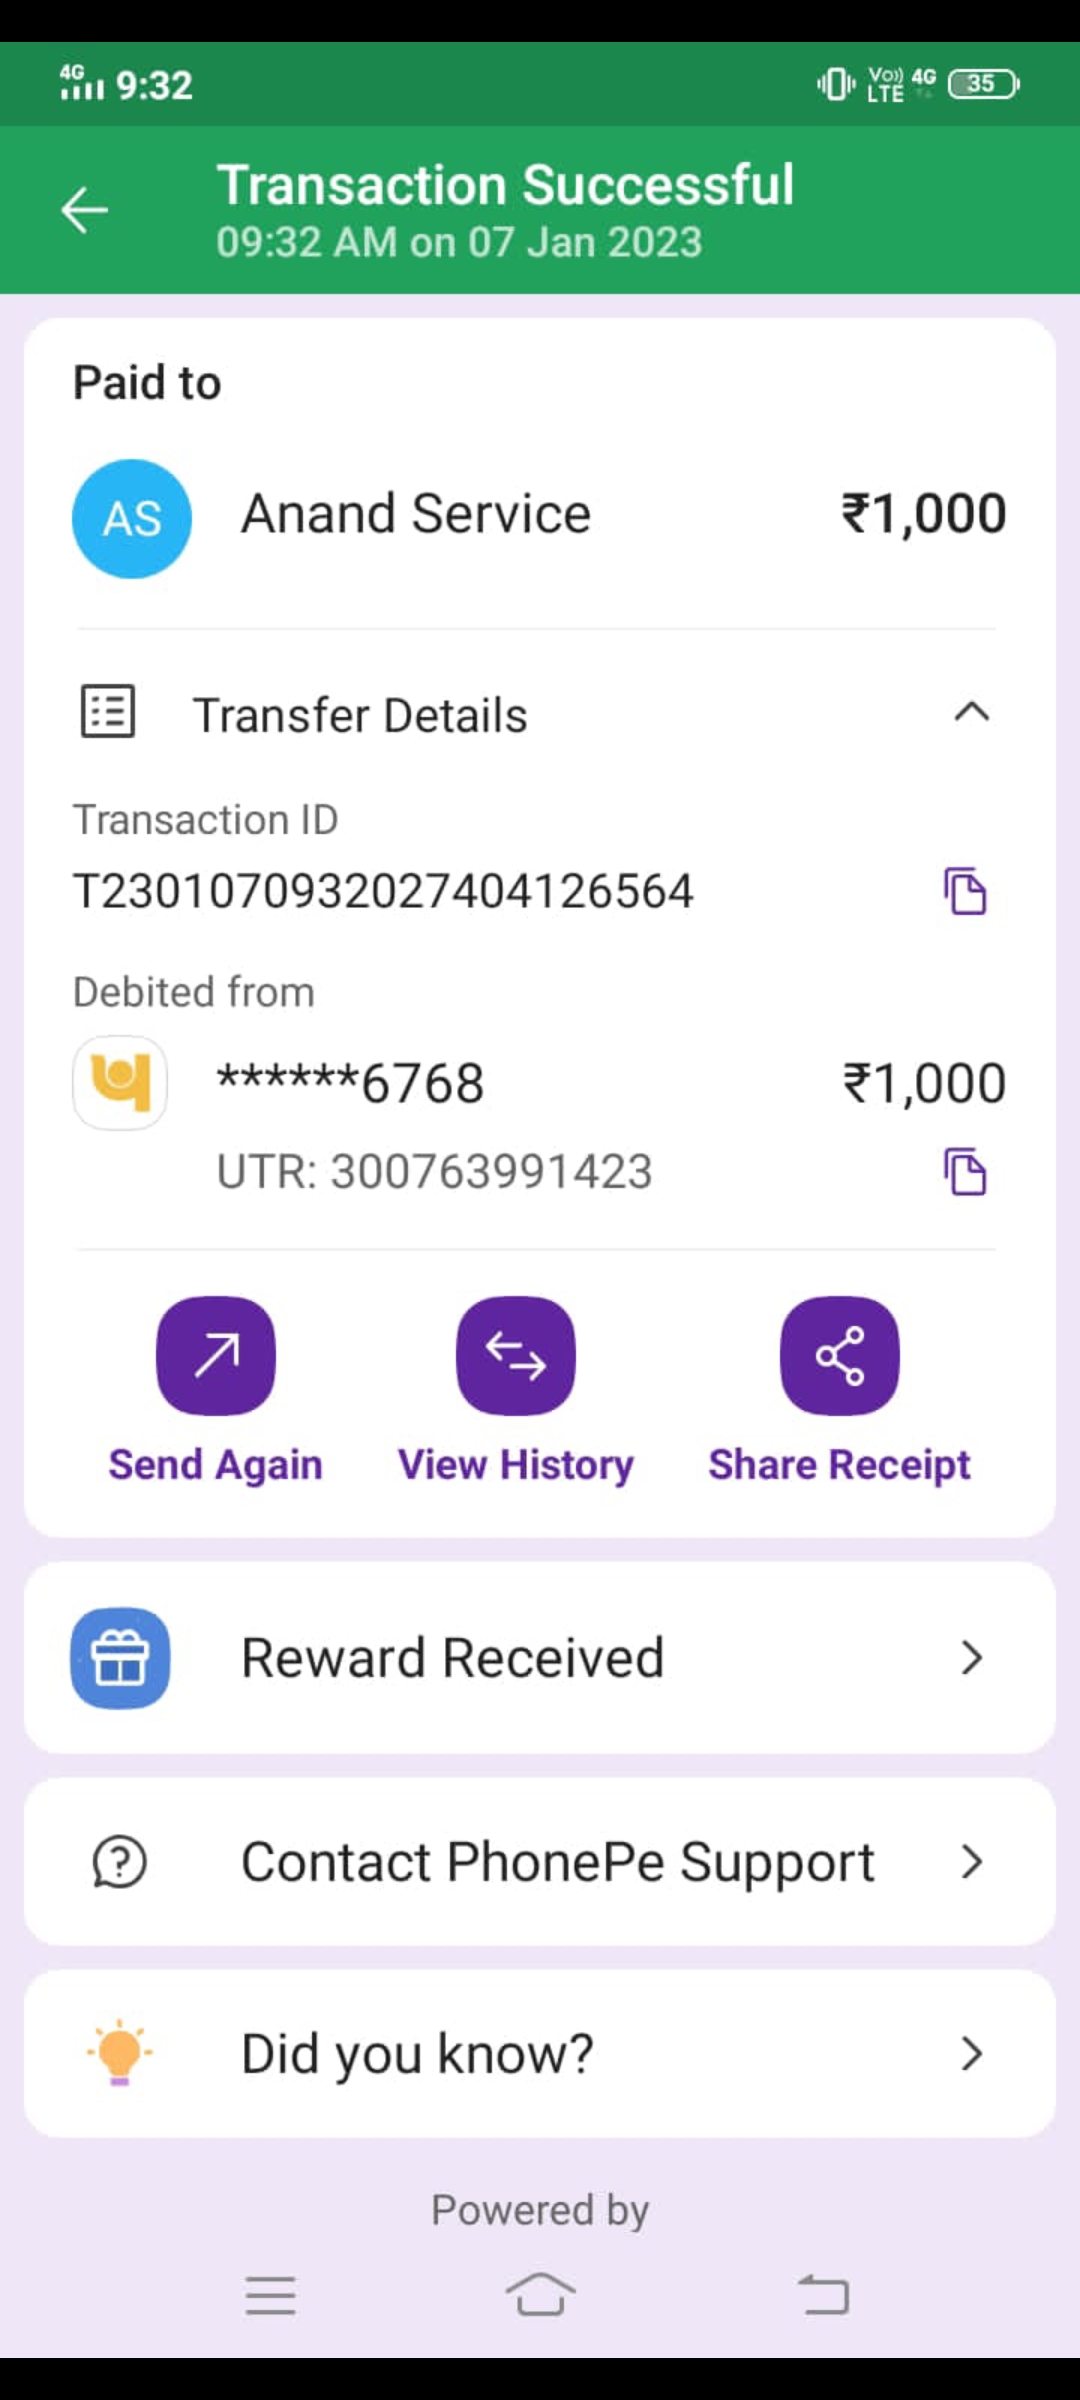 4G 9:32 Vo)) LTE 4G 35
Transaction Successful
09:32 AM on 07 Jan 2023
Paid to
AS Anand Service ₹1,000
Transfer Details
Transaction ID
T2301070932027404126564
Debited from
******6768 ₹1,000
UTR: 300763991423
Send Again View History Share Receipt
Reward Received
Contact PhonePe Support
Did you know?
Powered by